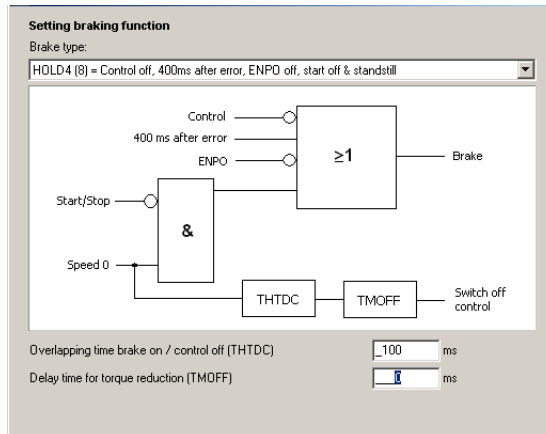 Setting braking function
Brake type:
HOLD4 (8) = Control off, 400ms after error, ENPO off, start off & standstill
Control
400 ms after error
ENPO
≥1
Brake
Start/Stop
&
Speed 0
THTDC
TMOFF
Switch off
control
Overlapping time brake on / control off (THTDC)
_100 ms
Delay time for torque reduction (TMOFF)
___0 ms